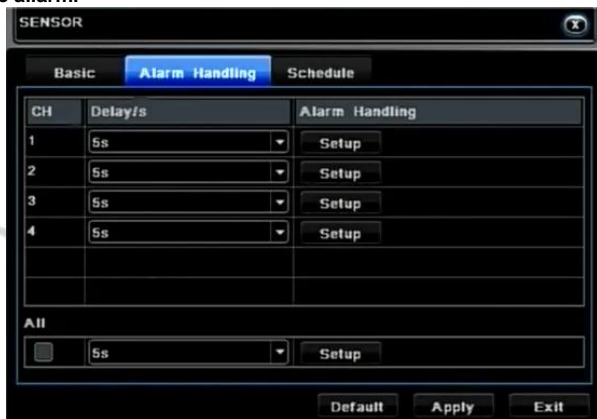 s allarm.
SENSOR X
Basic Alarm Handling Schedule
CH Delay/s Alarm Handling
1 5s Setup
2 5s Setup
3 5s Setup
4 5s Setup
All
5s Setup
Default Apply Exit